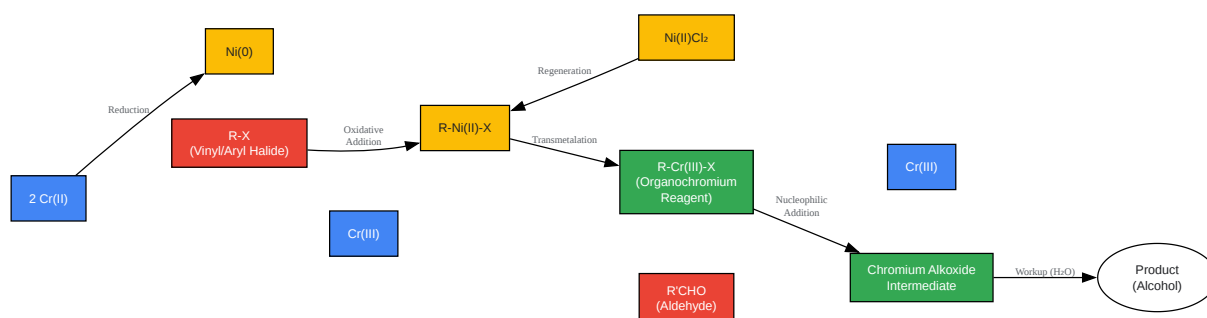 Ni(0)
Ni(II)Cl₂
Regeneration
Reduction
R-X
(Vinyl/Aryl Halide)
Oxidative
Addition
R-Ni(II)-X
Transmetalation
R-Cr(III)-X
(Organochromium
Reagent)
Cr(III)
2 Cr(II)
Nucleophilic
Addition
Cr(III)
Chromium Alkoxide
Intermediate
Workup (H₂O)
Product
(Alcohol)
R'CHO
(Aldehyde)